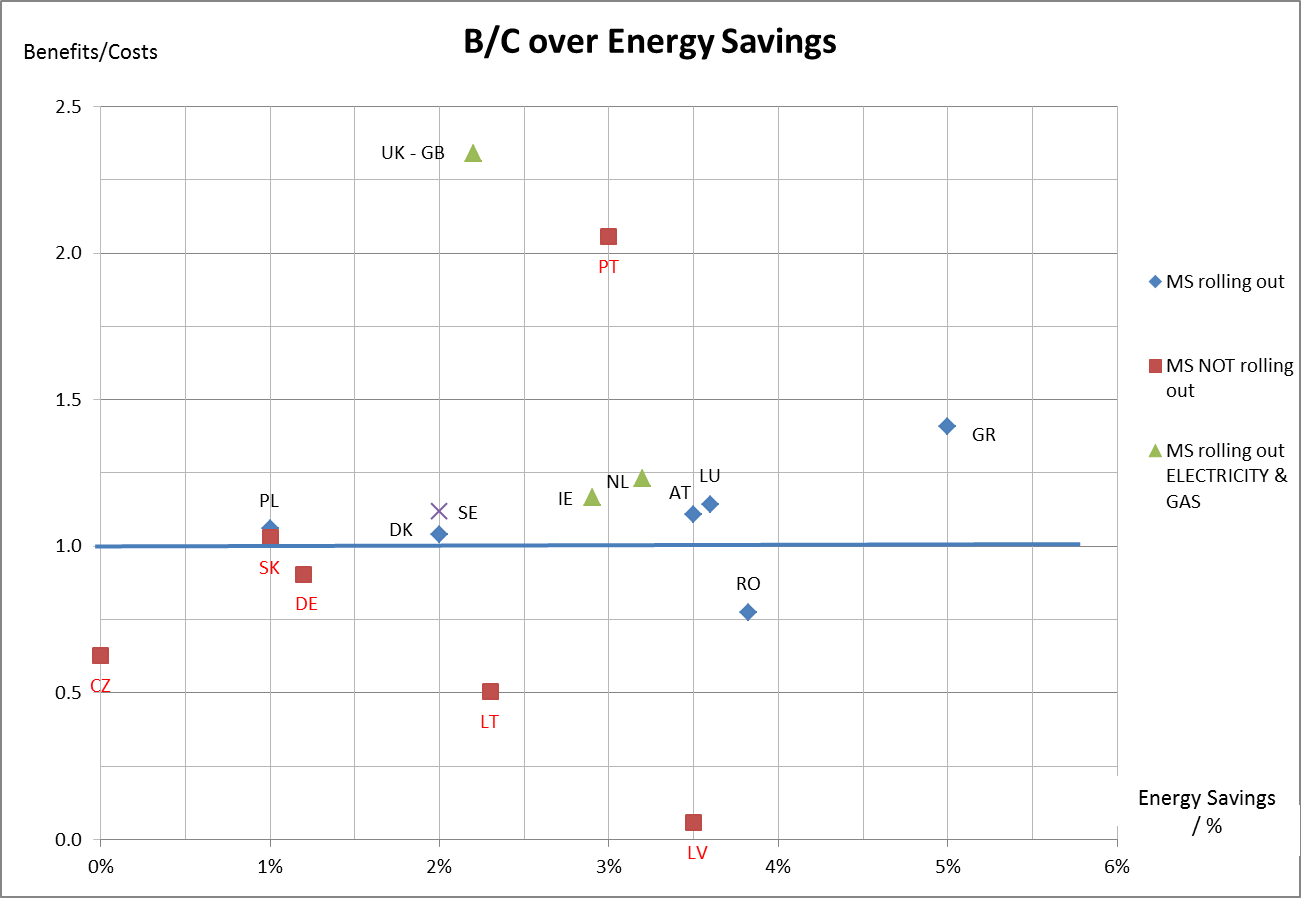 B/C over Energy Savings
Benefits/Costs
2.5
UK - GB
2.0
PT
MS rolling out
MS NOT rolling
out
1.5
GR
MS rolling out
ELECTRICITY &
GAS
LU
NL
AT
IE
PL
SE
DK
1.0
SK
DE
RO
CZ
0.5
LT
Energy Savings
/ %
0.0
LV
0%
1%
2%
3%
4%
5%
6%